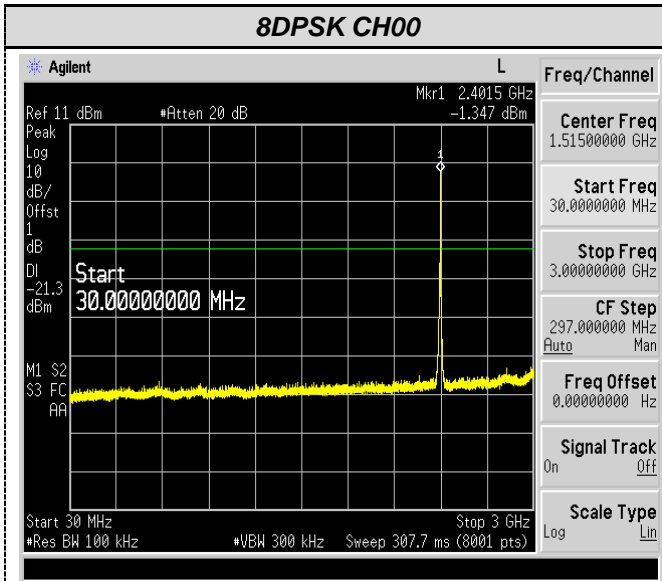 8DPSK CH00
Agilent L
Mkr1 2.4015 GHz
Ref 11 dBm #Atten 20 dB -1.347 dBm
Peak
Log
10
dB/
Offst
1
dB
DI
-21.3
dBm
1
Start
30.00000000 MHz
M1 S2
S3 FC
AA
Start 30 MHz Stop 3 GHz
#Res BW 100 kHz #VBW 300 kHz Sweep 307.7 ms (8001 pts)
Freq/Channel
Center Freq
1.51500000 GHz
Start Freq
30.0000000 MHz
Stop Freq
3.00000000 GHz
CF Step
297.000000 MHz
Auto Man
Freq Offset
0.00000000 Hz
Signal Track
On Off
Scale Type
Log Lin